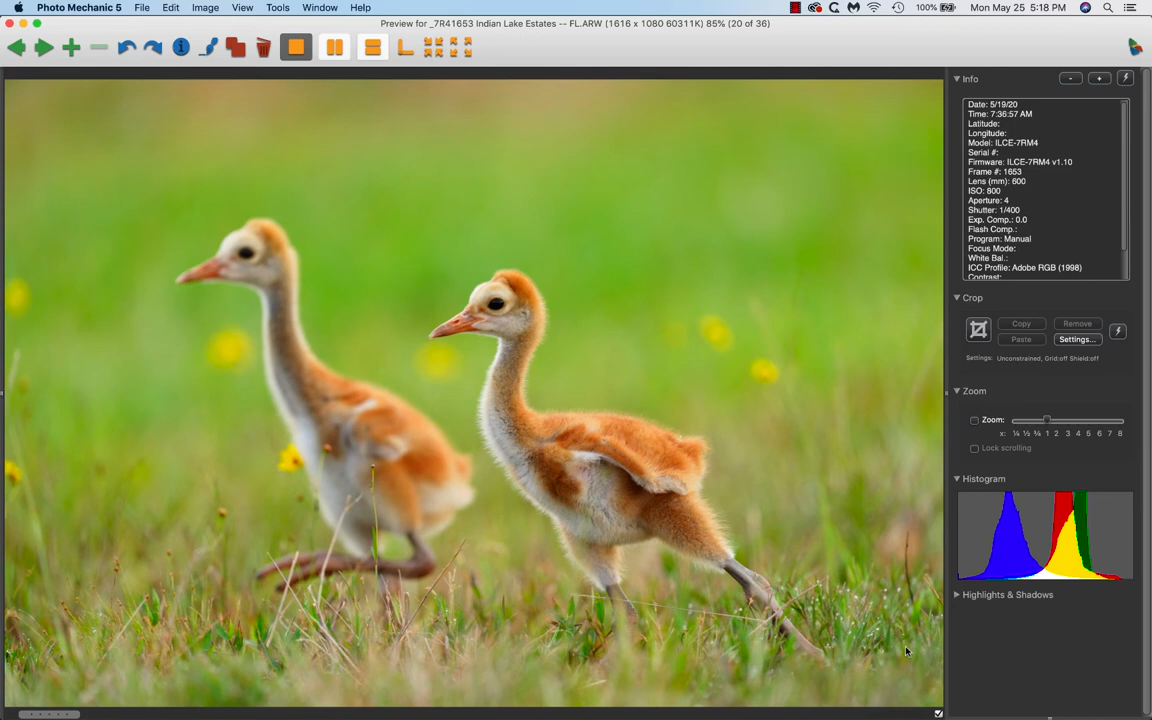 Photo Mechanic 5 File Edit Image View Tools Window Help 100% Mon May 25 5:18 PM
Preview for _7R41653 Indian Lake Estates -- FL.ARW (1616 x 1080 60311K) 85% (20 of 36)
Info - +
Date: 5/19/20
Time: 7:36:57 AM
Latitude:
Longitude:
Model: ILCE-7RM4
Serial #:
Firmware: ILCE-7RM4 v1.10
Frame #: 1653
Lens (mm): 600
ISO: 800
Aperture: 4
Shutter: 1/400
Exp. Comp.: 0.0
Flash Comp.:
Program: Manual
Focus Mode:
White Bal.:
ICC Profile: Adobe RGB (1998)
Contrast:
Crop
Copy Remove
Paste Settings...
Settings: Unconstrained, Grid:off Shield:off
Zoom
Zoom:
x: ¼ ½ ¾ 1 2 3 4 5 6 7 8
Lock scrolling
Histogram
Highlights & Shadows